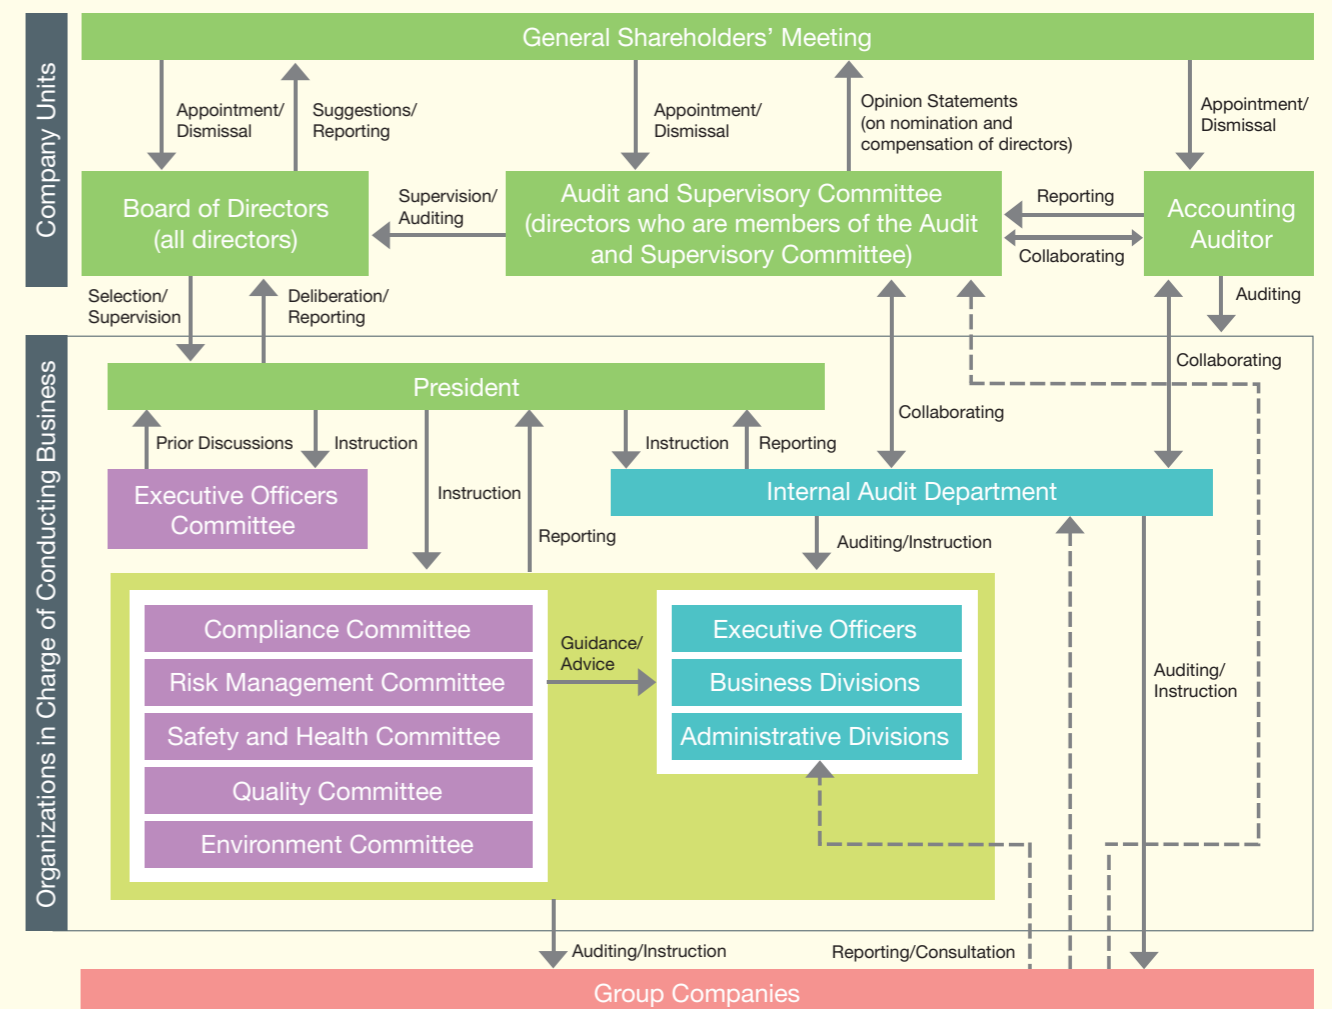 Company Units
General Shareholders’ Meeting
Appointment/
Dismissal
Suggestions/
Reporting
Appointment/
Dismissal
Opinion Statements
(on nomination and
compensation of directors)
Appointment/
Dismissal
Board of Directors
(all directors)
Supervision/
Auditing
Audit and Supervisory Committee
(directors who are members of the Audit
and Supervisory Committee)
Reporting
Collaborating
Accounting
Auditor
Selection/
Supervision
Deliberation/
Reporting
Auditing
Organizations in Charge of Conducting Business
President
Collaborating
Collaborating
Prior Discussions
Instruction
Instruction
Reporting
Instruction
Reporting
Executive Officers
Committee
Internal Audit Department
Auditing/Instruction
Compliance Committee
Risk Management Committee
Safety and Health Committee
Quality Committee
Environment Committee
Guidance/
Advice
Executive Officers
Business Divisions
Administrative Divisions
Auditing/
Instruction
Auditing/Instruction
Reporting/Consultation
Group Companies